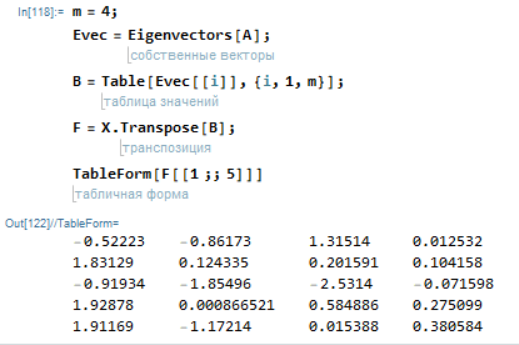 In[118]:= m = 4;
Evec = Eigenvectors[A];
собственные векторы
B = Table[Evec[[i]], {i, 1, m}];
таблица значений
F = X.Transpose[B];
транспозиция
TableForm[F[[1 ;; 5]]]
табличная форма
Out[122]//TableForm=
-0.52223 -0.86173 1.31514 0.012532
1.83129 0.124335 0.201591 0.104158
-0.91934 -1.85496 -2.5314 -0.071598
1.92878 0.000866521 0.584886 0.275099
1.91169 -1.17214 0.015388 0.380584